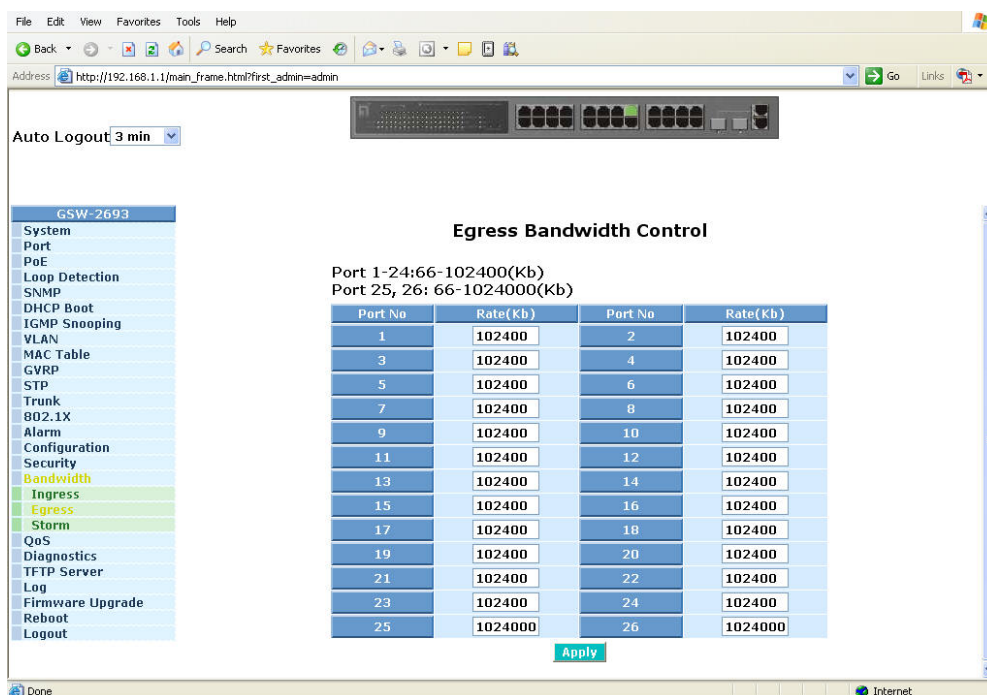 File Edit View Favorites Tools Help
Back Search Favorites
Address http://192.168.1.1/main_frame.html?first_admin=admin Go Links
Auto Logout 3 min
GSW-2693
System
Port
PoE
Loop Detection
SNMP
DHCP Boot
IGMP Snooping
VLAN
MAC Table
GVRP
STP
Trunk
802.1X
Alarm
Configuration
Security
Bandwidth
Ingress
Egress
Storm
QoS
Diagnostics
TFTP Server
Log
Firmware Upgrade
Reboot
Logout
Egress Bandwidth Control
Port 1-24:66-102400(Kb)
Port 25, 26: 66-1024000(Kb)
Port No Rate(Kb) Port No Rate(Kb)
1 102400 2 102400
3 102400 4 102400
5 102400 6 102400
7 102400 8 102400
9 102400 10 102400
11 102400 12 102400
13 102400 14 102400
15 102400 16 102400
17 102400 18 102400
19 102400 20 102400
21 102400 22 102400
23 102400 24 102400
25 1024000 26 1024000
Apply
Done Internet